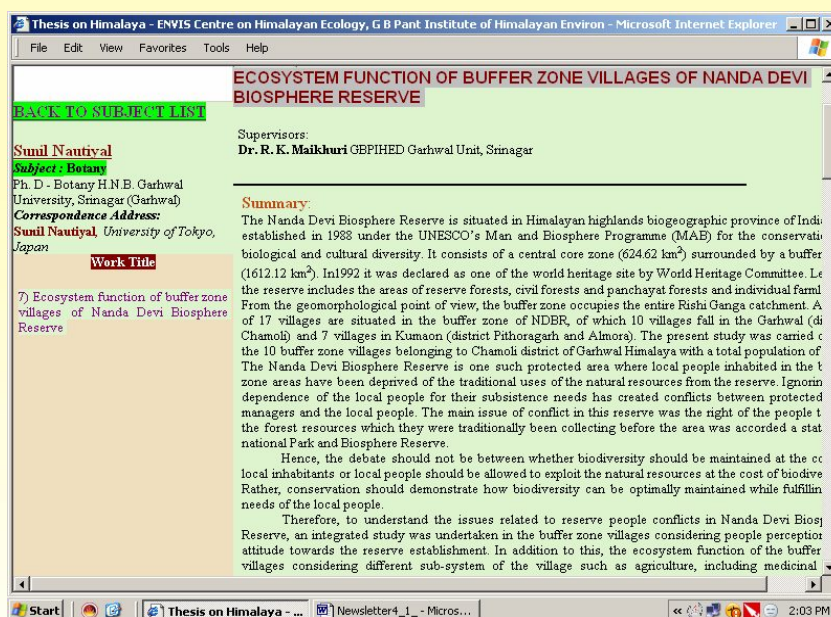 Thesis on Himalaya - ENVIS Centre on Himalayan Ecology, G B Pant Institute of Himalayan Environ - Microsoft Internet Explorer
File Edit View Favorites Tools Help
BACK TO SUBJECT LIST
Sunil Nautiyal
Subject : Botany
Ph. D - Botany H.N.B. Garhwal
University, Srinagar (Garhwal)
Correspondence Address:
Sunil Nautiyal, University of Tokyo,
Japan
Work Title
7) Ecosystem function of buffer zone
villages of Nanda Devi Biosphere
Reserve
ECOSYSTEM FUNCTION OF BUFFER ZONE VILLAGES OF NANDA DEVI
BIOSPHERE RESERVE
Supervisors:
Dr. R. K. Maikhuri GBPIHED Garhwal Unit, Srinagar
Summary:
The Nanda Devi Biosphere Reserve is situated in Himalayan highlands biogeographic province of India
established in 1988 under the UNESCO's Man and Biosphere Programme (MAB) for the conservati
biological and cultural diversity. It consists of a central core zone (624.62 km²) surrounded by a buffer
(1612.12 km²). In1992 it was declared as one of the world heritage site by World Heritage Committee. Le
the reserve includes the areas of reserve forests, civil forests and panchayat forests and individual farml
From the geomorphological point of view, the buffer zone occupies the entire Rishi Ganga catchment. A
of 17 villages are situated in the buffer zone of NDBR, of which 10 villages fall in the Garhwal (di
Chamoli) and 7 villages in Kumaon (district Pithoragarh and Almora). The present study was carried o
the 10 buffer zone villages belonging to Chamoli district of Garhwal Himalaya with a total population of
The Nanda Devi Biosphere Reserve is one such protected area where local people inhabited in the b
zone areas have been deprived of the traditional uses of the natural resources from the reserve. Ignorin
dependence of the local people for their subsistence needs has created conflicts between protected
managers and the local people. The main issue of conflict in this reserve was the right of the people t
the forest resources which they were traditionally been collecting before the area was accorded a stat
national Park and Biosphere Reserve.
Hence, the debate should not be between whether biodiversity should be maintained at the co
local inhabitants or local people should be allowed to exploit the natural resources at the cost of biodive
Rather, conservation should demonstrate how biodiversity can be optimally maintained while fulfillin
needs of the local people.
Therefore, to understand the issues related to reserve people conflicts in Nanda Devi Biosp
Reserve, an integrated study was undertaken in the buffer zone villages considering people perception
attitude towards the reserve establishment. In addition to this, the ecosystem function of the buffer
villages considering different sub-system of the village such as agriculture, including medicinal
Start Thesis on Himalaya - ... Newsletter4_1_ - Micros... 2:03 PM